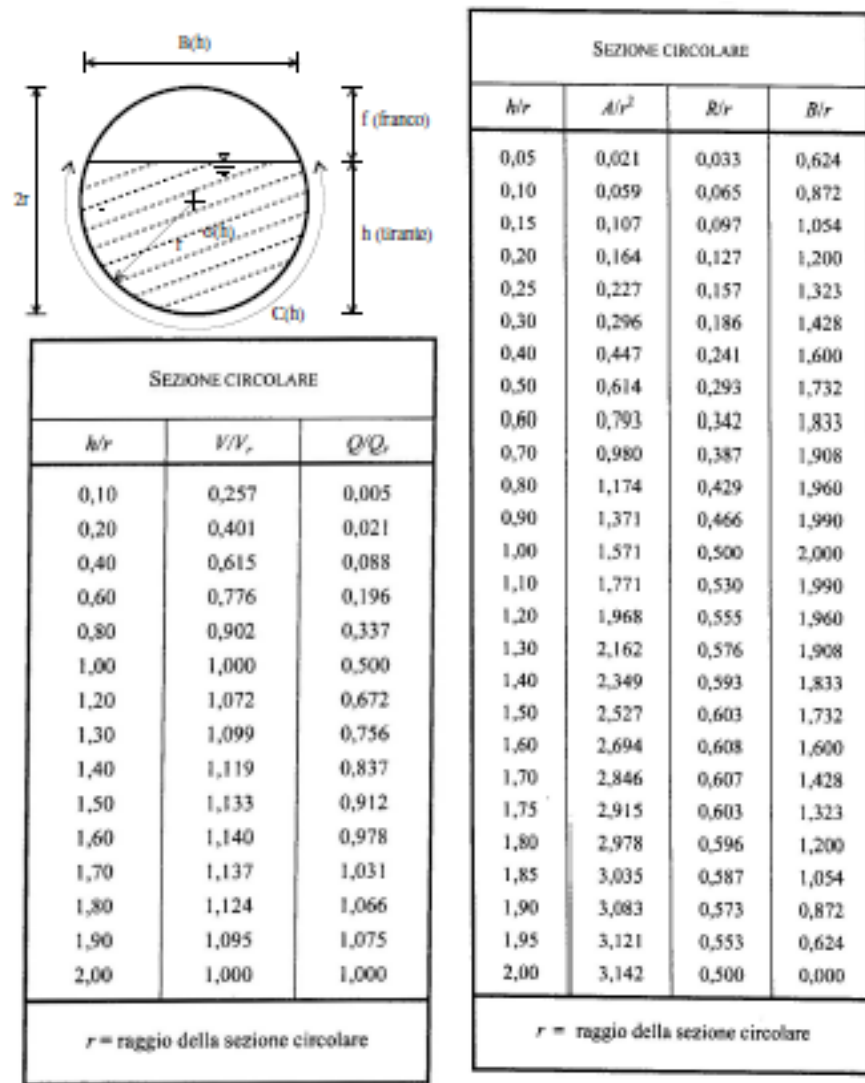 B(h)
f (franco)
2r
r
h (tirante)
C(h)
SEZIONE CIRCOLARE
h/r V/Vr Q/Qr
0,10 0,257 0,005
0,20 0,401 0,021
0,40 0,615 0,088
0,60 0,776 0,196
0,80 0,902 0,337
1,00 1,000 0,500
1,20 1,072 0,672
1,30 1,099 0,756
1,40 1,119 0,837
1,50 1,133 0,912
1,60 1,140 0,978
1,70 1,137 1,031
1,80 1,124 1,066
1,90 1,095 1,075
2,00 1,000 1,000
r = raggio della sezione circolare
SEZIONE CIRCOLARE
h/r A/r² R/r B/r
0,05 0,021 0,033 0,624
0,10 0,059 0,065 0,872
0,15 0,107 0,097 1,054
0,20 0,164 0,127 1,200
0,25 0,227 0,157 1,323
0,30 0,296 0,186 1,428
0,40 0,447 0,241 1,600
0,50 0,614 0,293 1,732
0,60 0,793 0,342 1,833
0,70 0,980 0,387 1,908
0,80 1,174 0,429 1,960
0,90 1,371 0,466 1,990
1,00 1,571 0,500 2,000
1,10 1,771 0,530 1,990
1,20 1,968 0,555 1,960
1,30 2,162 0,576 1,908
1,40 2,349 0,593 1,833
1,50 2,527 0,603 1,732
1,60 2,694 0,608 1,600
1,70 2,846 0,607 1,428
1,75 2,915 0,603 1,323
1,80 2,978 0,596 1,200
1,85 3,035 0,587 1,054
1,90 3,083 0,573 0,872
1,95 3,121 0,553 0,624
2,00 3,142 0,500 0,000
r = raggio della sezione circolare